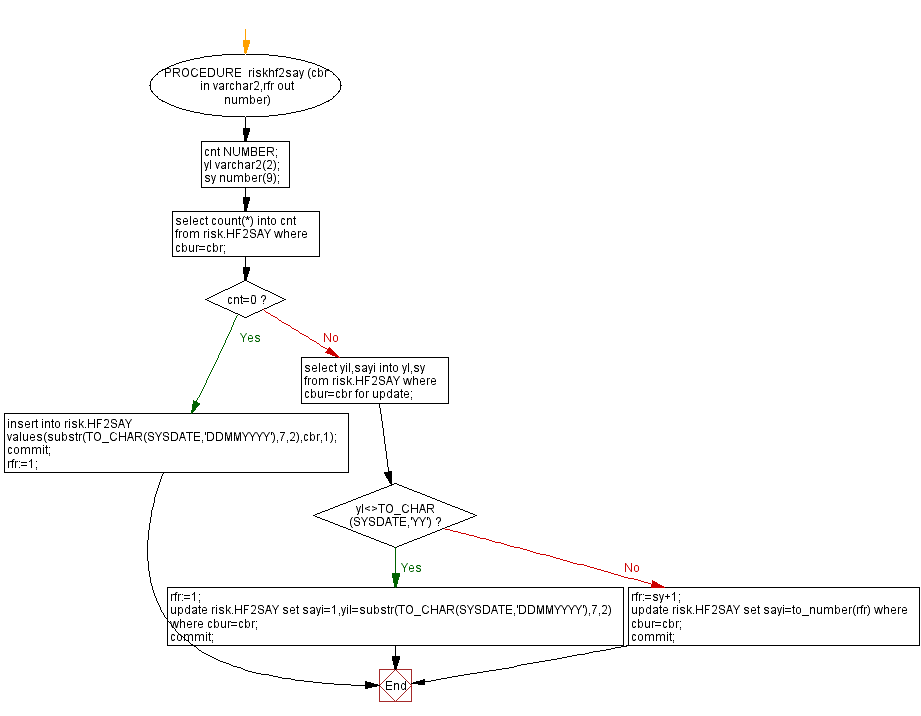 PROCEDURE riskhf2say (cbr
in varchar2,rfr out
number)
cnt NUMBER;
yl varchar2(2);
sy number(9);
select count(*) into cnt
from risk.HF2SAY where
cbur=cbr;
cnt=0 ?
Yes
No
select yil,sayi into yl,sy
from risk.HF2SAY where
cbur=cbr for update;
insert into risk.HF2SAY
values(substr(TO_CHAR(SYSDATE,'DDMMYYYY'),7,2),cbr,1);
commit;
rfr:=1;
yl<>TO_CHAR
(SYSDATE,'YY') ?
Yes
No
rfr:=1;
update risk.HF2SAY set sayi=1,yil=substr(TO_CHAR(SYSDATE,'DDMMYYYY'),7,2)
where cbur=cbr;
commit;
rfr:=sy+1;
update risk.HF2SAY set sayi=to_number(rfr) where
cbur=cbr;
commit;
End